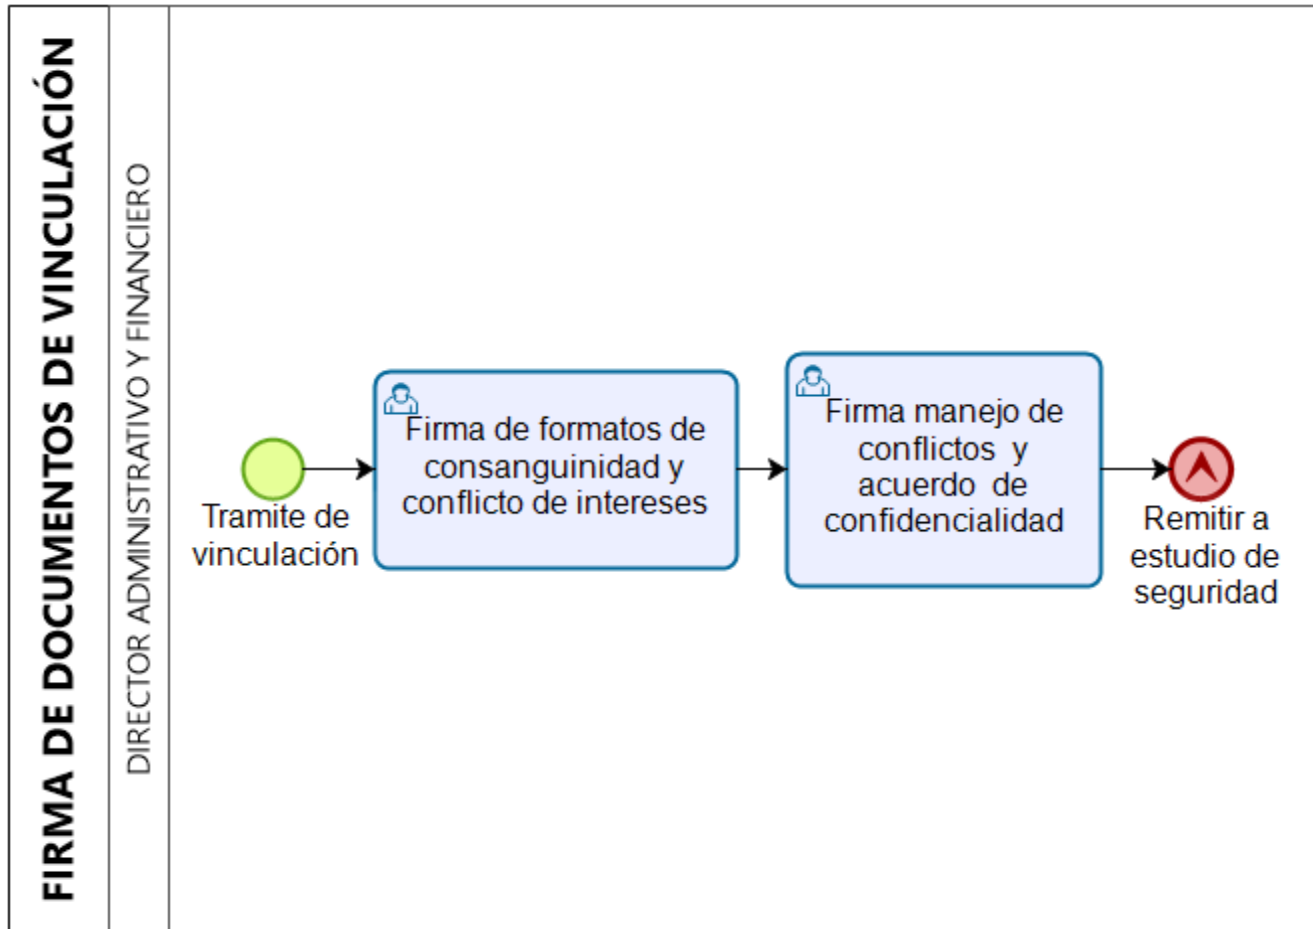 FIRMA DE DOCUMENTOS DE VINCULACIÓN
DIRECTOR ADMINISTRATIVO Y FINANCIERO
Tramite de
vinculación
Firma de formatos de
consanguinidad y
conflicto de intereses
Firma manejo de
conflictos y
acuerdo de
confidencialidad
Remitir a
estudio de
seguridad